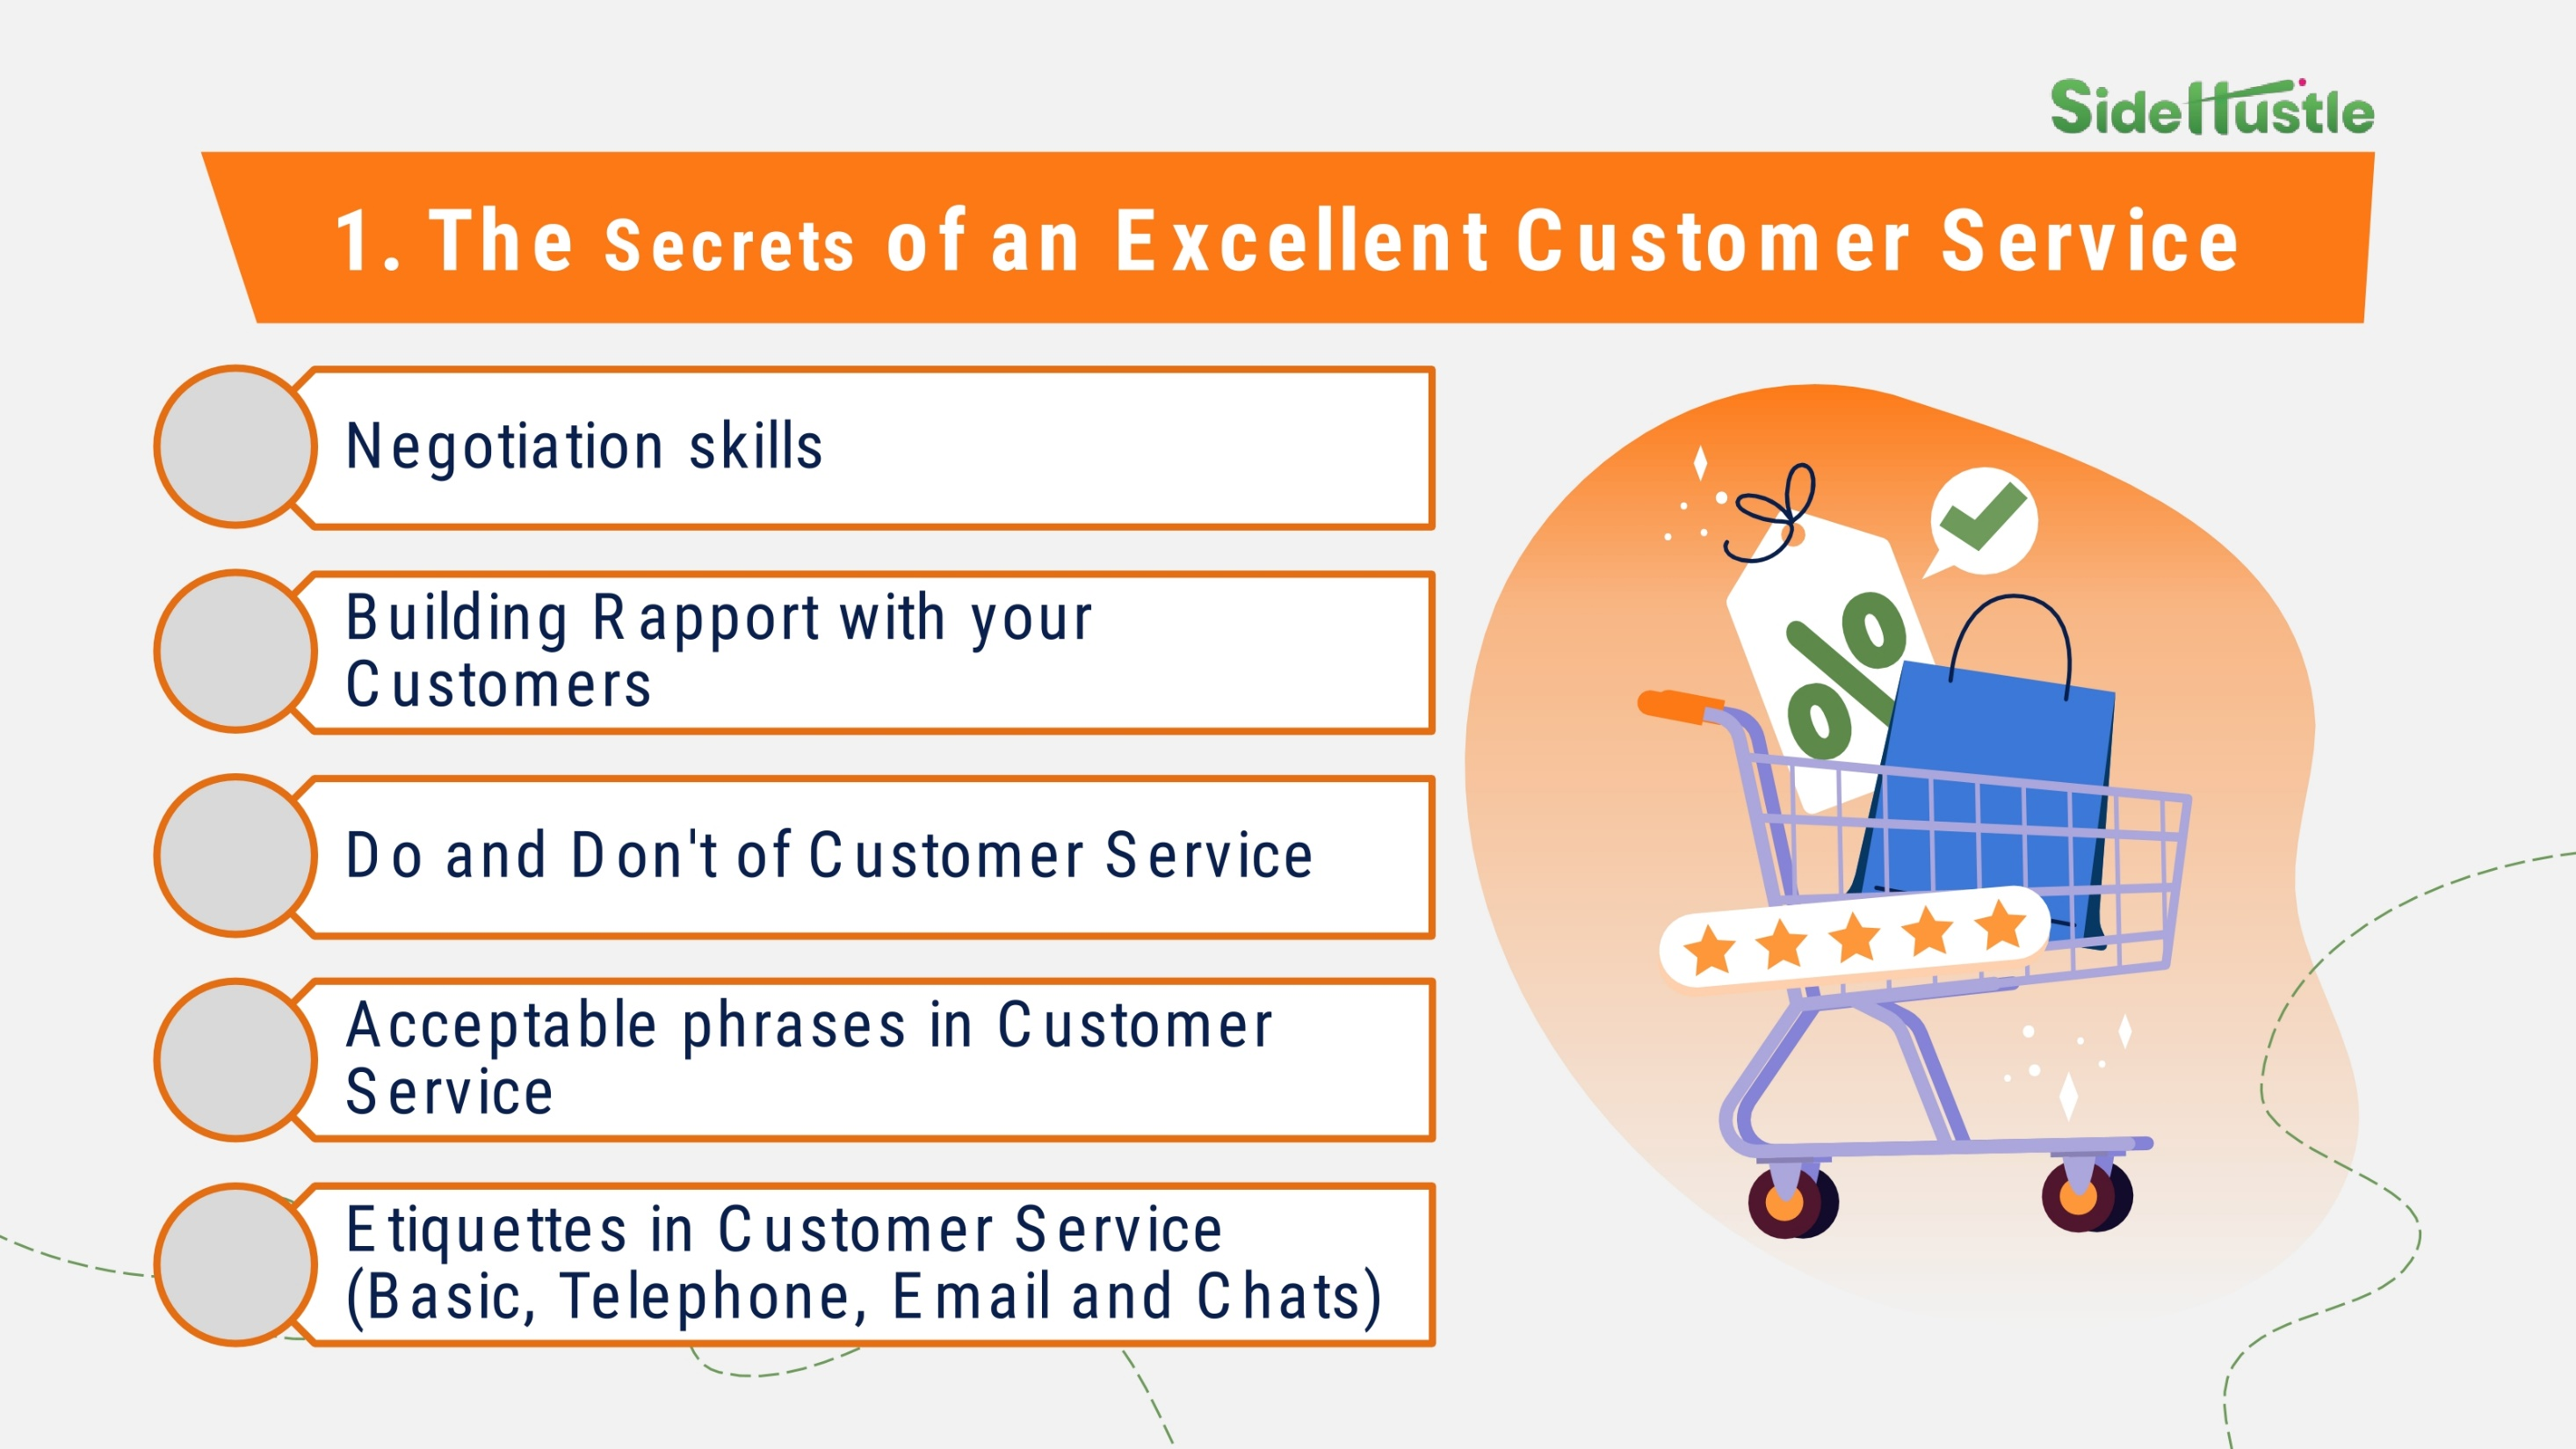 SideHustle
1. The Secrets of an Excellent Customer Service
Negotiation skills
Building Rapport with your
Customers
Do and Don't of Customer Service
Acceptable phrases in Customer
Service
Etiquettes in Customer Service
(Basic, Telephone, Email and Chats)
%